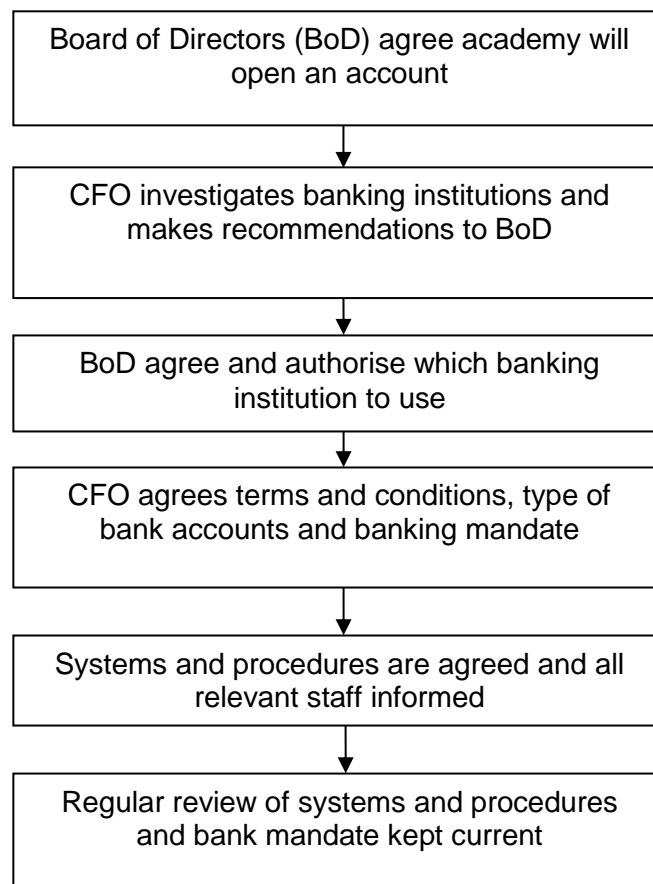 Board of Directors (BoD) agree academy will
open an account
CFO investigates banking institutions and
makes recommendations to BoD
BoD agree and authorise which banking
institution to use
CFO agrees terms and conditions, type of
bank accounts and banking mandate
Systems and procedures are agreed and all
relevant staff informed
Regular review of systems and procedures
and bank mandate kept current